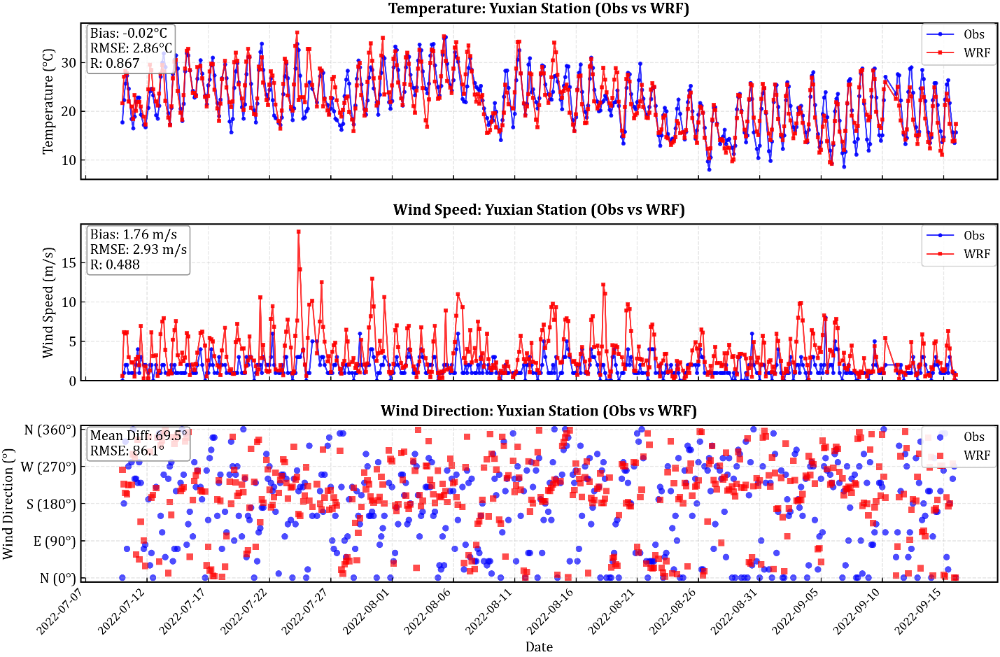 Temperature: Yuxian Station (Obs vs WRF)
Bias: -0.02°C
RMSE: 2.86°C
R: 0.867
Obs
WRF
Temperature (°C)
30
20
10
Wind Speed: Yuxian Station (Obs vs WRF)
Bias: 1.76 m/s
RMSE: 2.93 m/s
R: 0.488
Obs
WRF
Wind Speed (m/s)
15
10
5
0
Wind Direction: Yuxian Station (Obs vs WRF)
Mean Diff: 69.5°
RMSE: 86.1°
Obs
WRF
Wind Direction (°)
N (360°)
W (270°)
S (180°)
E (90°)
N (0°)
2022-07-07
2022-07-12
2022-07-17
2022-07-22
2022-07-27
2022-08-01
2022-08-06
2022-08-11
2022-08-16
2022-08-21
2022-08-26
2022-08-31
2022-09-05
2022-09-10
2022-09-15
Date